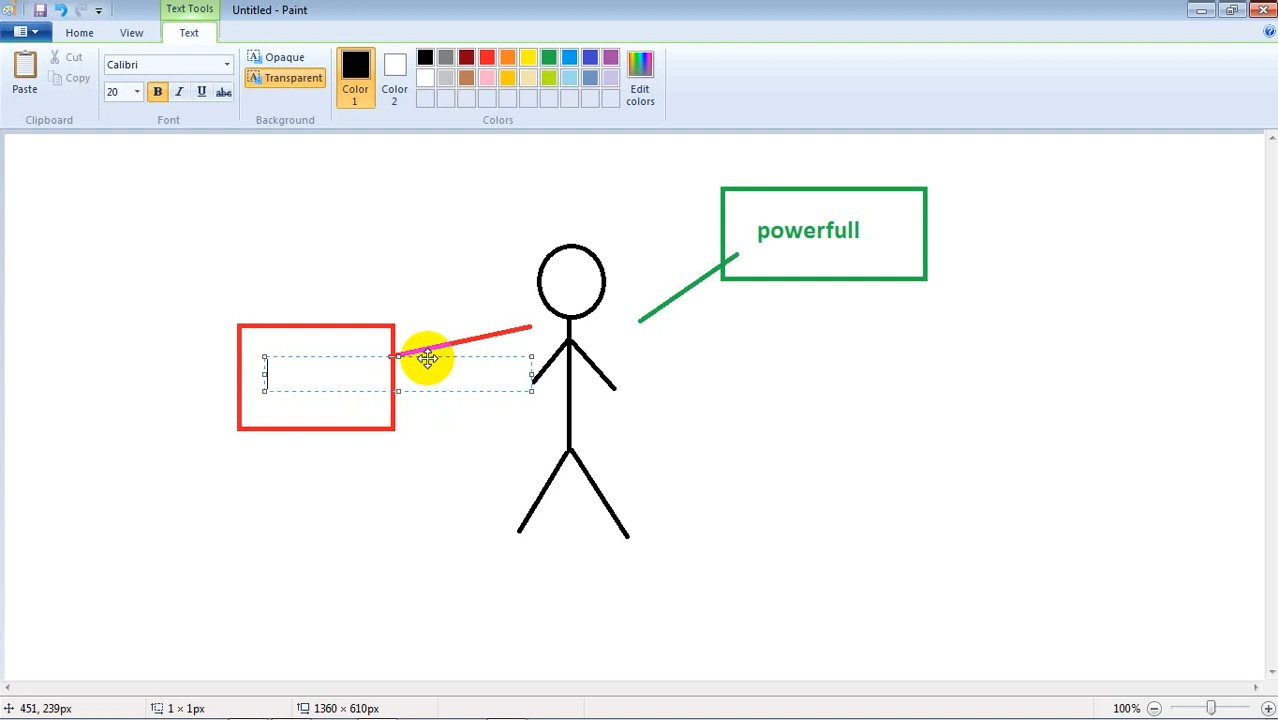 Text Tools
Untitled - Paint
Home
View
Text
Paste
Cut
Copy
Clipboard
Calibri
20
B I U abc
Font
Opaque
Transparent
Background
Color 1
Color 2
Edit colors
Colors
powerfull
451, 239px
1 × 1px
1360 × 610px
100%